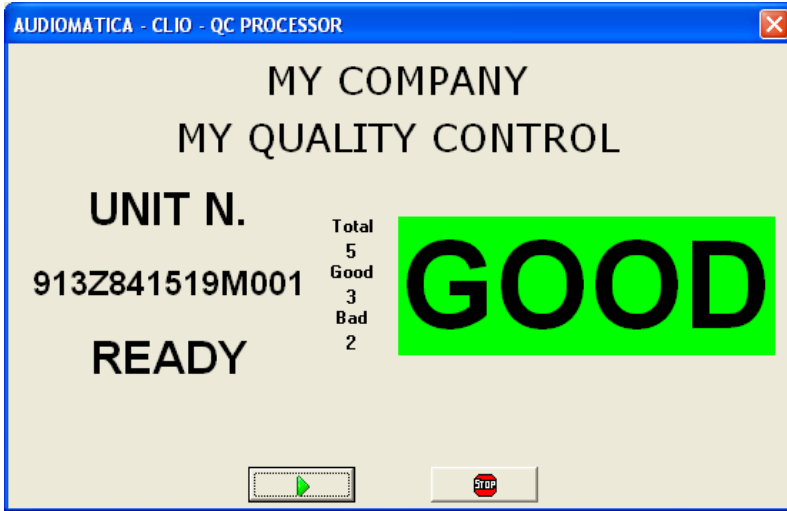 AUDIOMATICA - CLIO - QC PROCESSOR
MY COMPANY
MY QUALITY CONTROL
UNIT N.
913Z841519M001
READY
Total
5
Good
3
Bad
2
GOOD
STOP